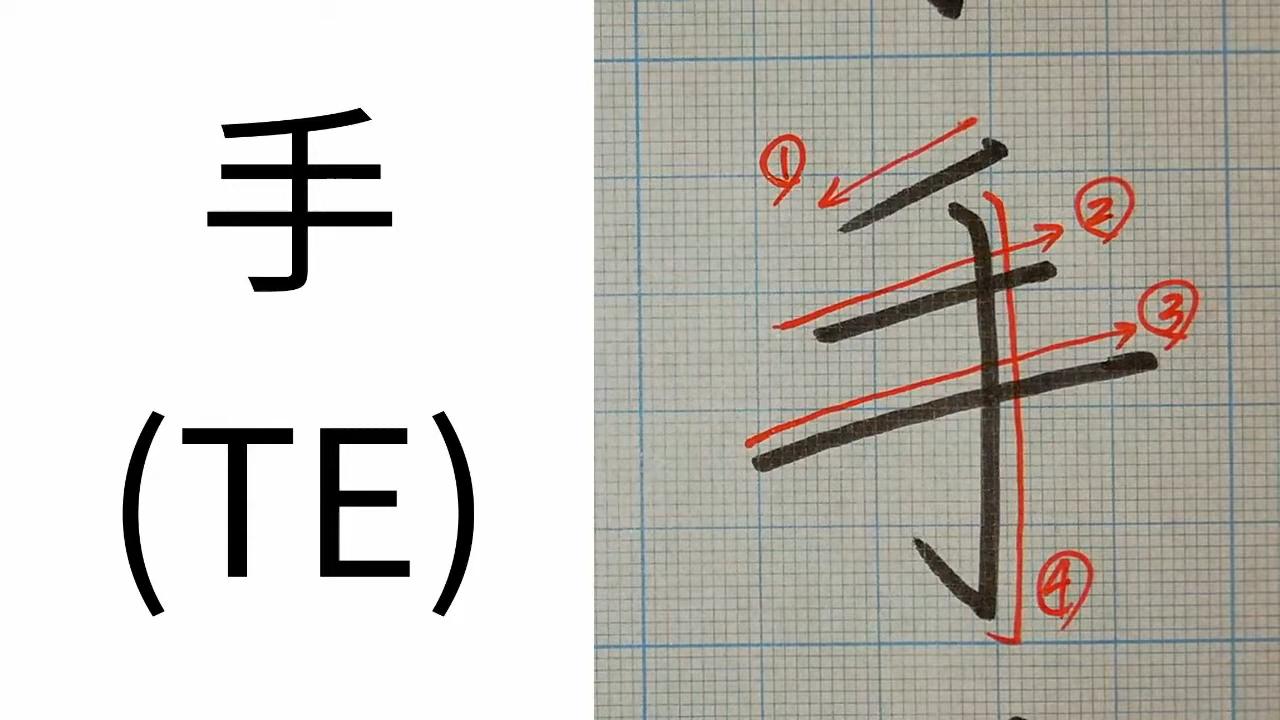 手
(TE)
手
①
②
③
④